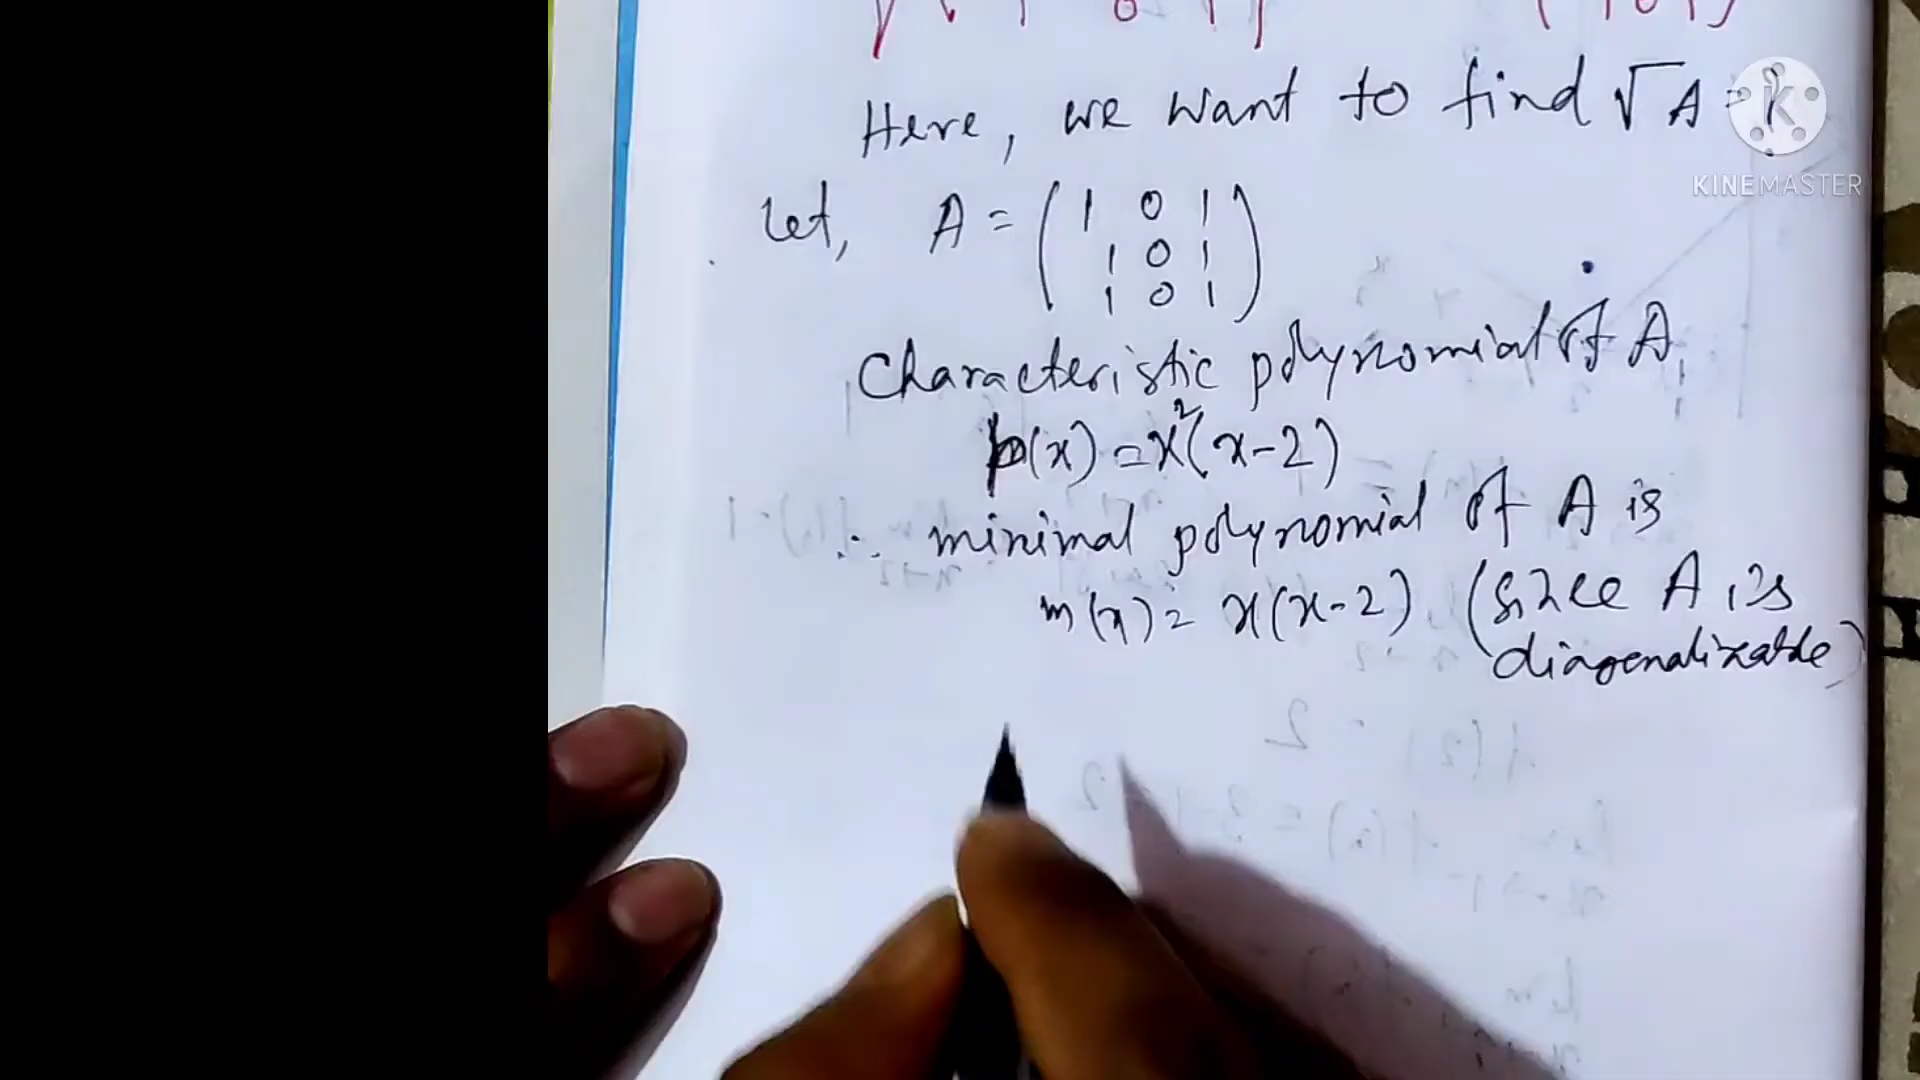 Here, we want to find √A = ?
KINEMASTER
Let, A = ( 1 0 1
1 0 1
1 0 1 )
Characteristic polynomial of A,
p(x) = x²(x-2)
∴ minimal polynomial of A is
m(x) = x(x-2) (since A is
diagonalizable)